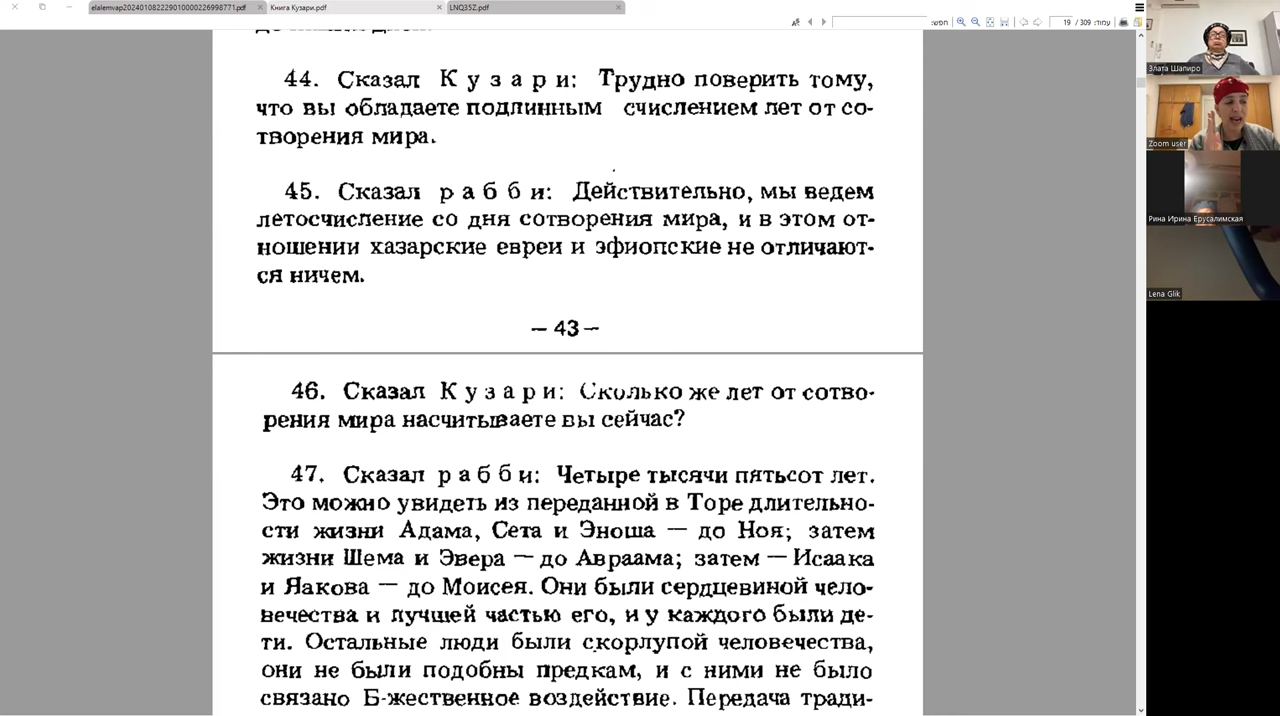 elalemvap202401082229010000226998771.pdf
Книга Кузари.pdf
LNQ35Z.pdf
19 / 309
44. Сказал Кузари: Трудно поверить тому,
что вы обладаете подлинным счислением лет от со-
творения мира.
45. Сказал рабби: Действительно, мы ведем
летосчисление со дня сотворения мира, и в этом от-
ношении хазарские евреи и эфиопские не отличают-
ся ничем.
— 43 —
46. Сказал Кузари: Сколько же лет от сотво-
рения мира насчитываете вы сейчас?
47. Сказал рабби: Четыре тысячи пятьсот лет.
Это можно увидеть из переданной в Торе длительно-
сти жизни Адама, Сета и Эноша — до Ноя; затем
жизни Шема и Эвера — до Авраама; затем — Исаака
и Яакова — до Моисея. Они были сердцевиной чело-
вечества и лучшей частью его, и у каждого были де-
ти. Остальные люди были скорлупой человечества,
они не были подобны предкам, и с ними не было
связано Б-жественное воздействие. Передача тради-
Злата Шапиро
Zoom user
Рина Ирина Ерусалимская
Lena Glik